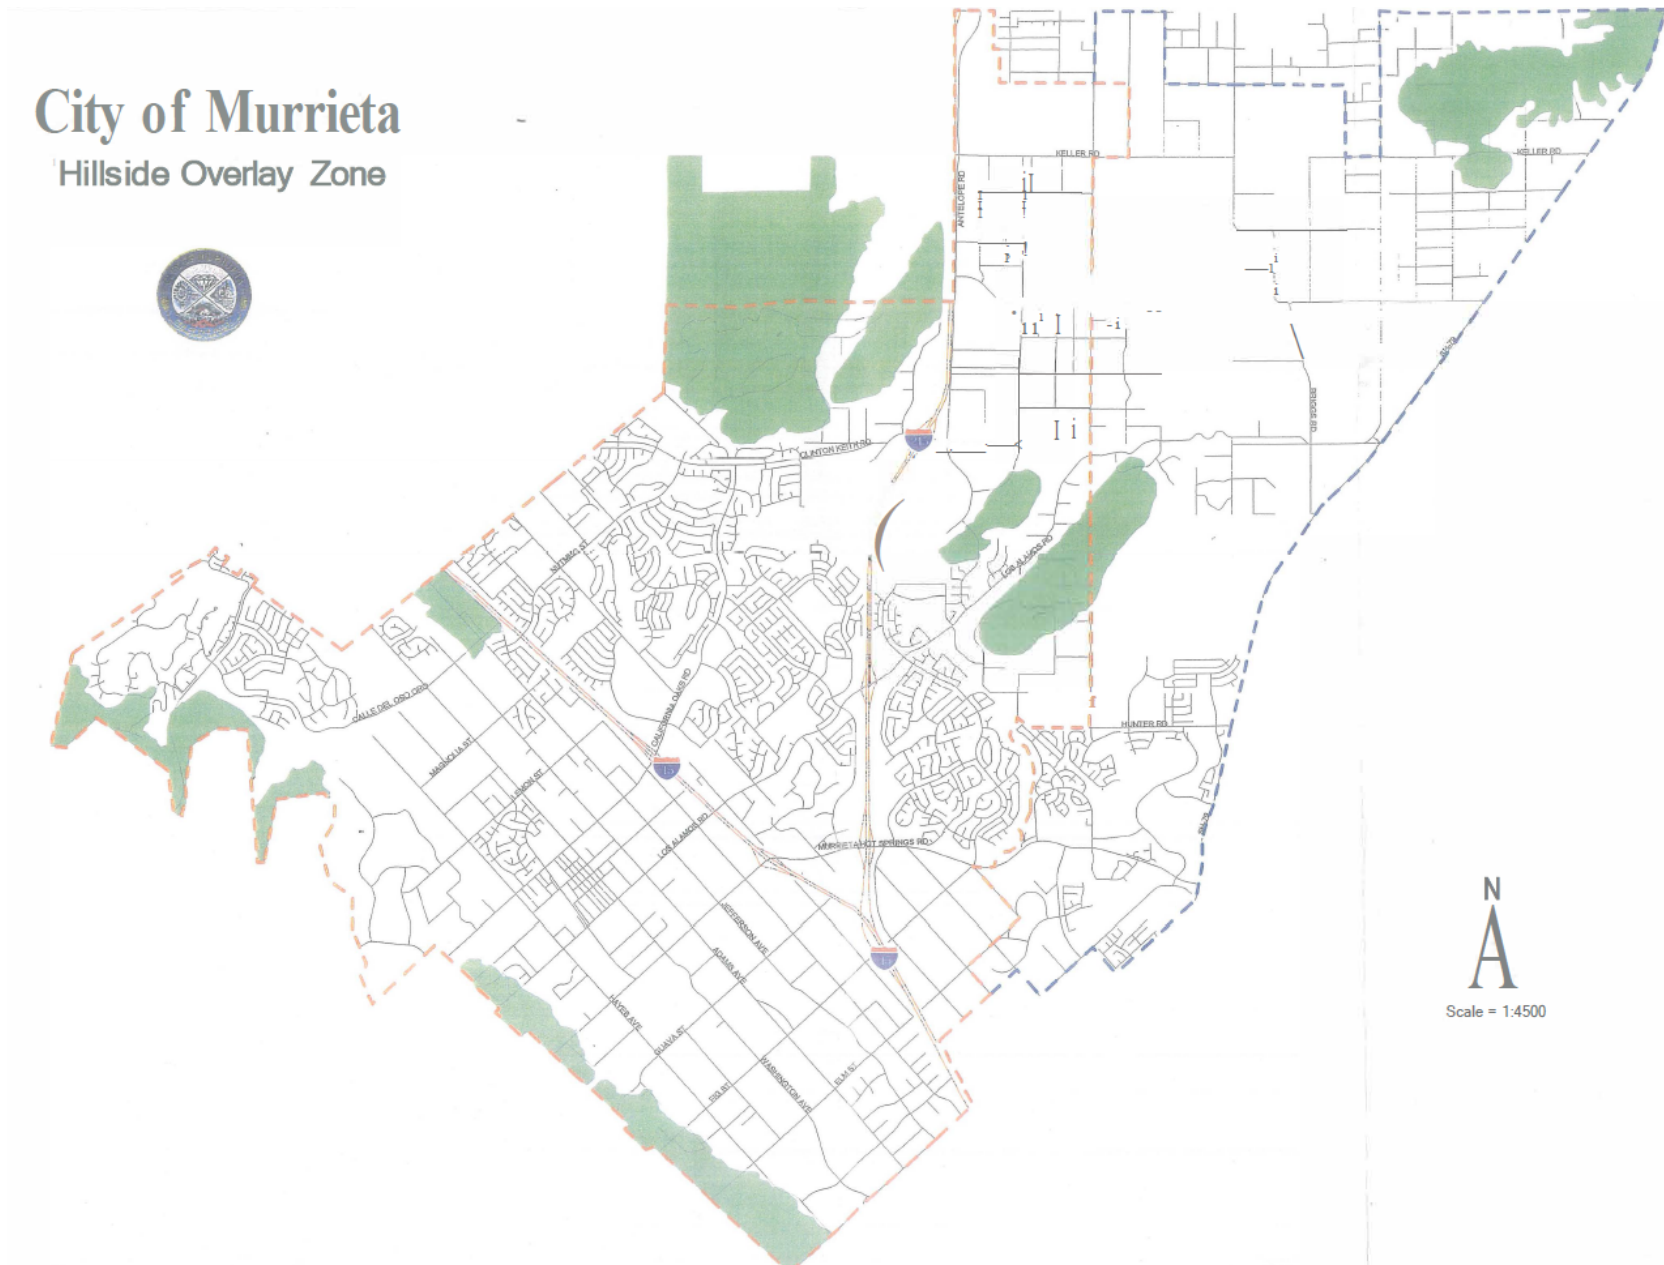 City of Murrieta
Hillside Overlay Zone
KELLER RD
KELLER RD
ANTELOPE RD
BRIGGS RD
CLINTON KEITH RD
NUTMEG ST
LOS ALAMOS RD
CALLE DEL OSO ORO
CALIFORNIA OAKS RD
HUNTER RD
MAGNOLIA ST
LEMON ST
LOS ALAMOS RD
MURRIETA HOT SPRINGS RD
JEFFERSON AVE
ADAMS AVE
HAYES AVE
GUAVA ST
WASHINGTON AVE
ELM ST
N
Scale = 1:4500